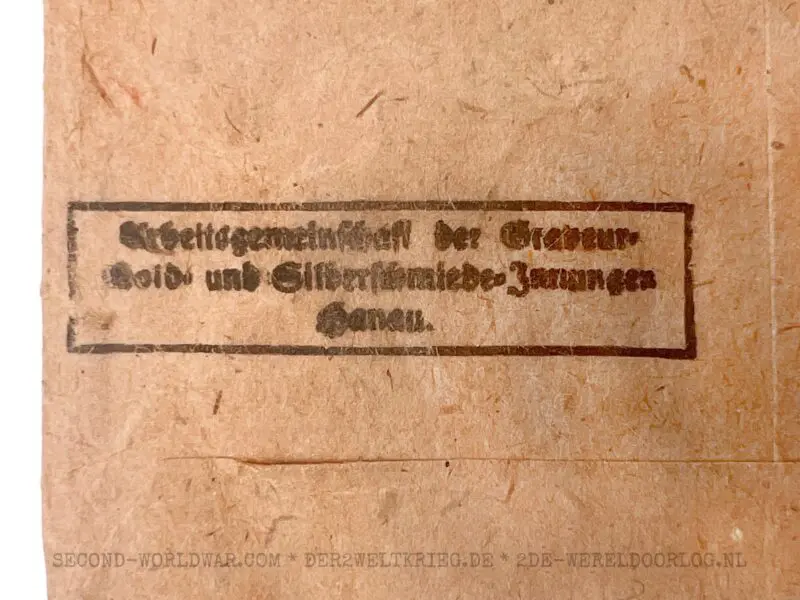 Arbeitsgemeinschaft der Graveur-
Gold- und Silberschmiede-Innungen
Hanau.
SECOND-WORLDWAR.COM * DER2WELTKRIEG.DE * 2DE-WERELDOORLOG.NL